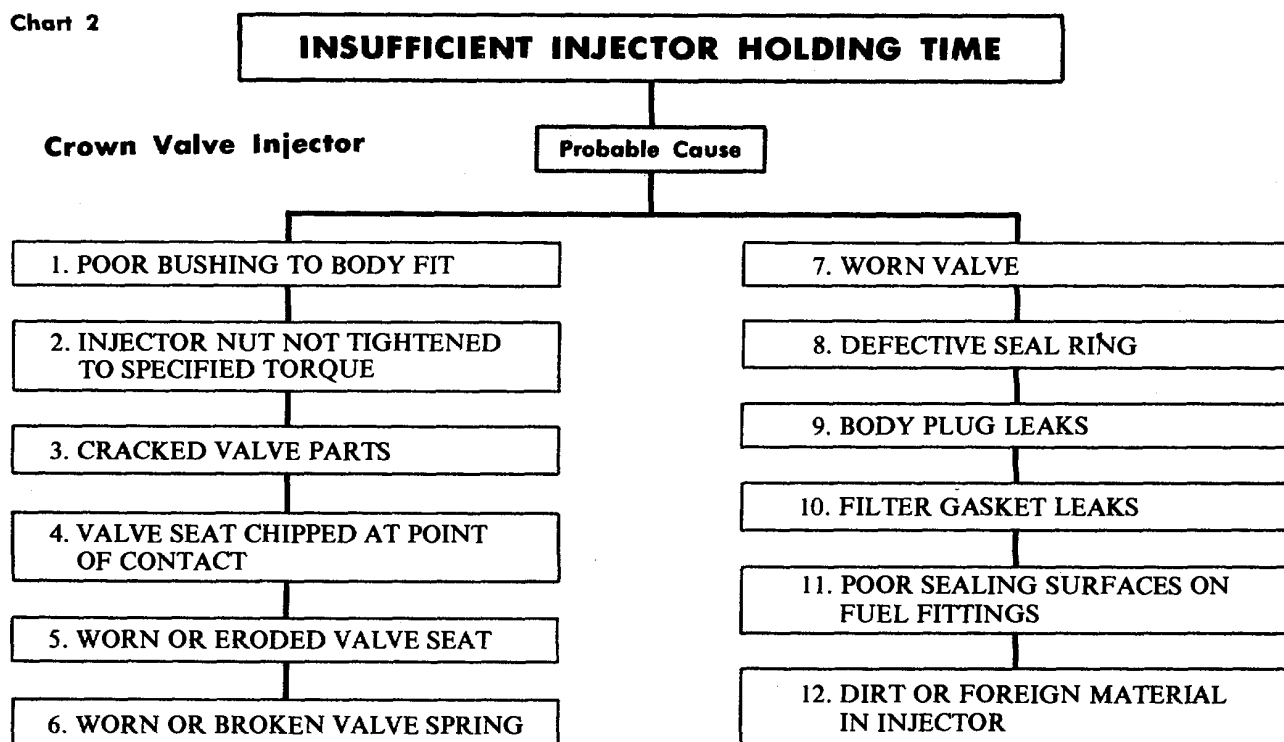 Chart 2
INSUFFICIENT INJECTOR HOLDING TIME
Crown Valve Injector
Probable Cause
1. POOR BUSHING TO BODY FIT
2. INJECTOR NUT NOT TIGHTENED
TO SPECIFIED TORQUE
3. CRACKED VALVE PARTS
4. VALVE SEAT CHIPPED AT POINT
OF CONTACT
5. WORN OR ERODED VALVE SEAT
6. WORN OR BROKEN VALVE SPRING
7. WORN VALVE
8. DEFECTIVE SEAL RING
9. BODY PLUG LEAKS
10. FILTER GASKET LEAKS
11. POOR SEALING SURFACES ON
FUEL FITTINGS
12. DIRT OR FOREIGN MATERIAL
IN INJECTOR